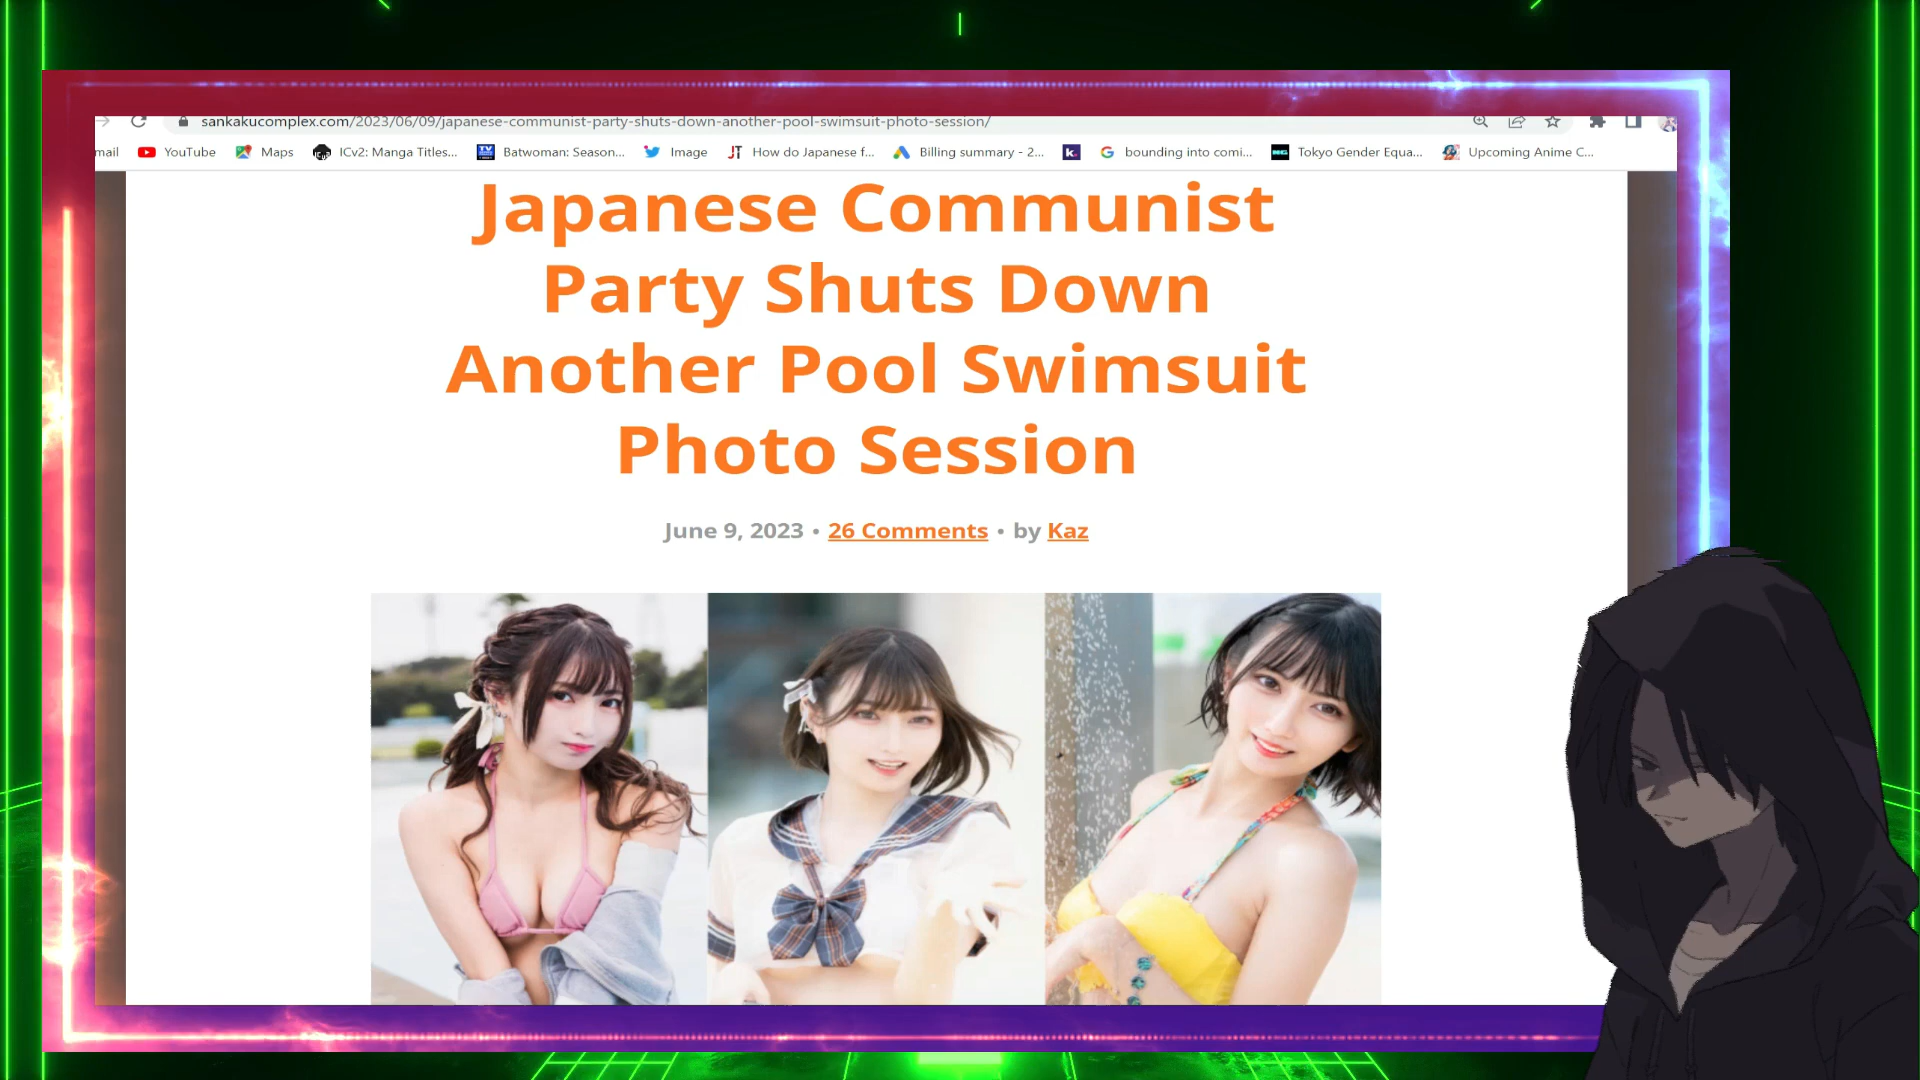 sankakucomplex.com/2023/06/09/japanese-communist-party-shuts-down-another-pool-swimsuit-photo-session/
mail YouTube Maps ICv2: Manga Titles... Batwoman: Season... Image How do Japanese f... Billing summary - 2... bounding into comi... Tokyo Gender Equa... Upcoming Anime C...
Japanese Communist
Party Shuts Down
Another Pool Swimsuit
Photo Session
June 9, 2023 • 26 Comments • by Kaz